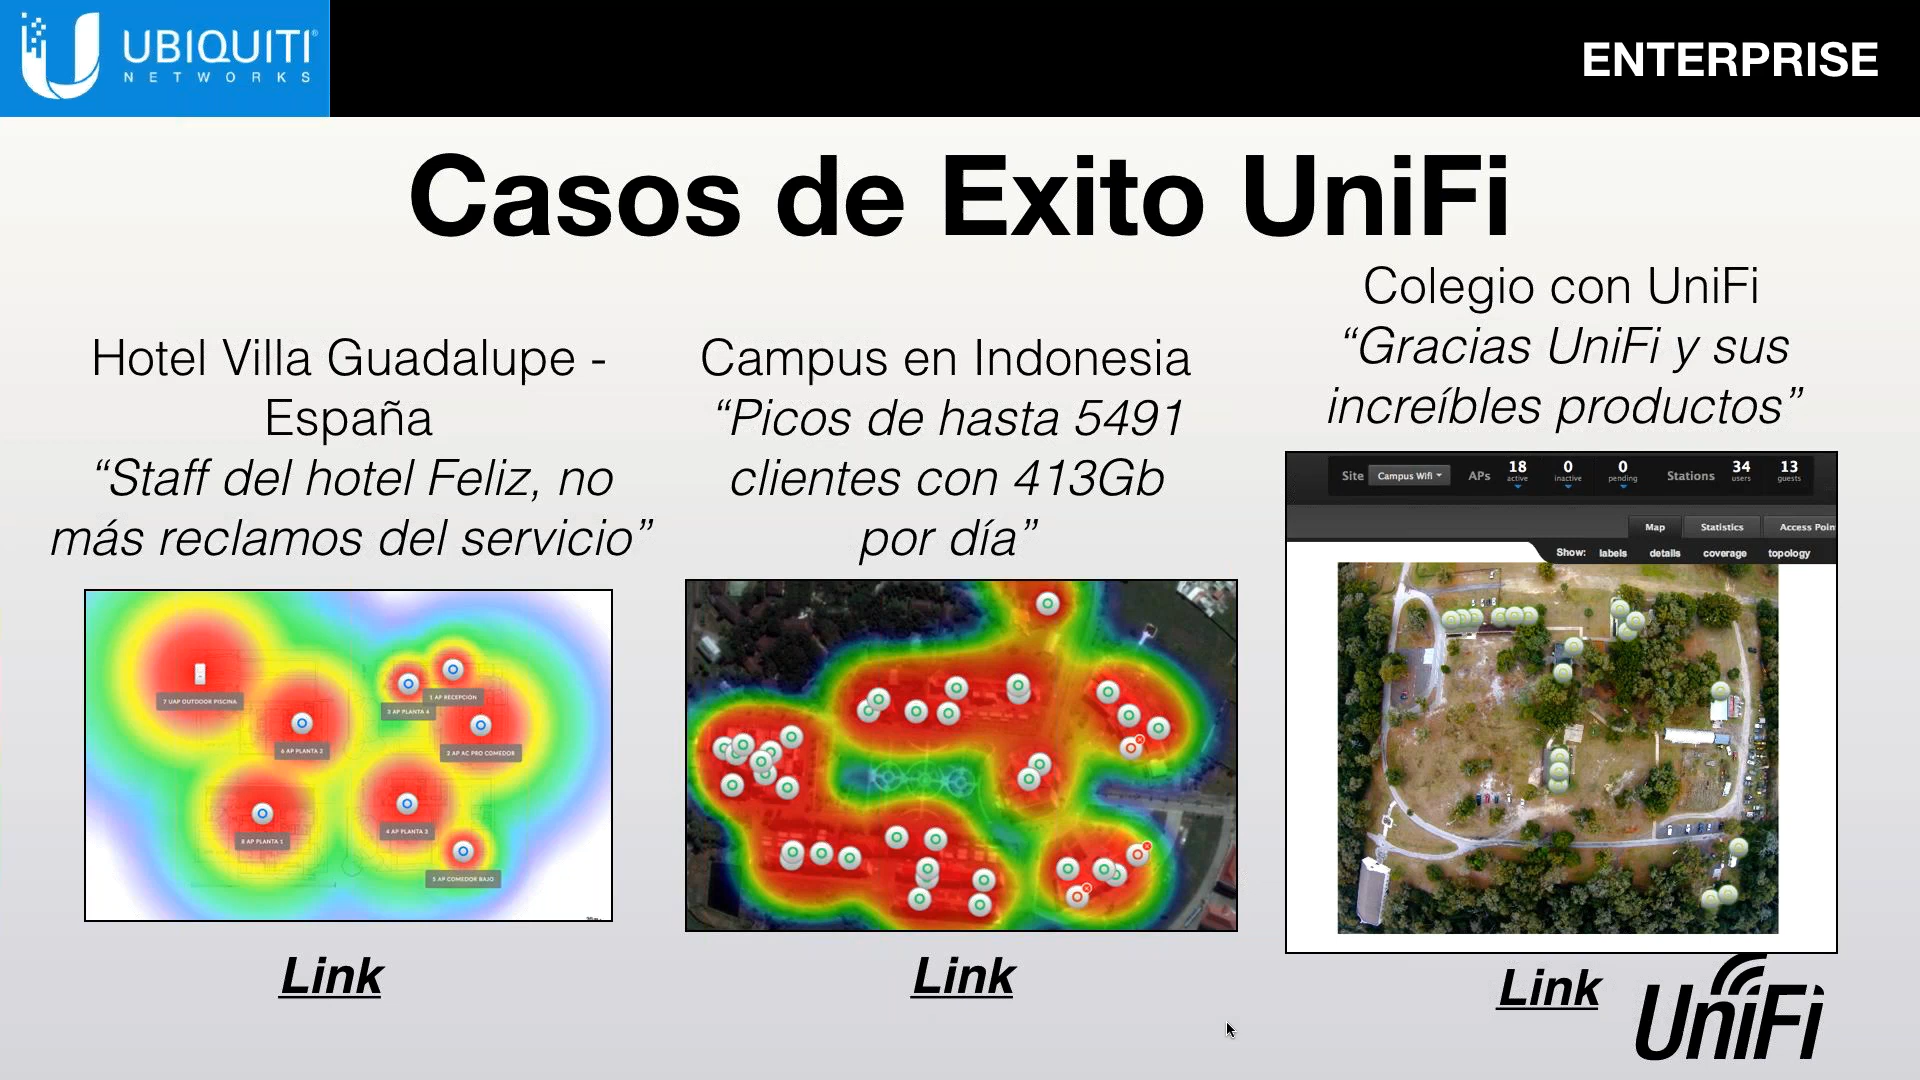 UBIQUITI
NETWORKS
ENTERPRISE
Casos de Exito UniFi
Hotel Villa Guadalupe -
España
“Staff del hotel Feliz, no
más reclamos del servicio”
7 UAP OUTDOOR PISCINA
6 AP PLANTA 2
3 AP PLANTA 4
1 AP RECEPCIÓN
2 AP AC PRO COMEDOR
8 AP PLANTA 1
4 AP PLANTA 3
5 AP COMEDOR BAJO
Link
Campus en Indonesia
“Picos de hasta 5491
clientes con 413Gb
por día”
Link
Colegio con UniFi
“Gracias UniFi y sus
increíbles productos”
Site Campus Wifi APs 18 active 0 inactive 0 pending Stations 34 users 13 guests
Map Statistics Access Poin
Show: labels details coverage topology
Link
UniFi